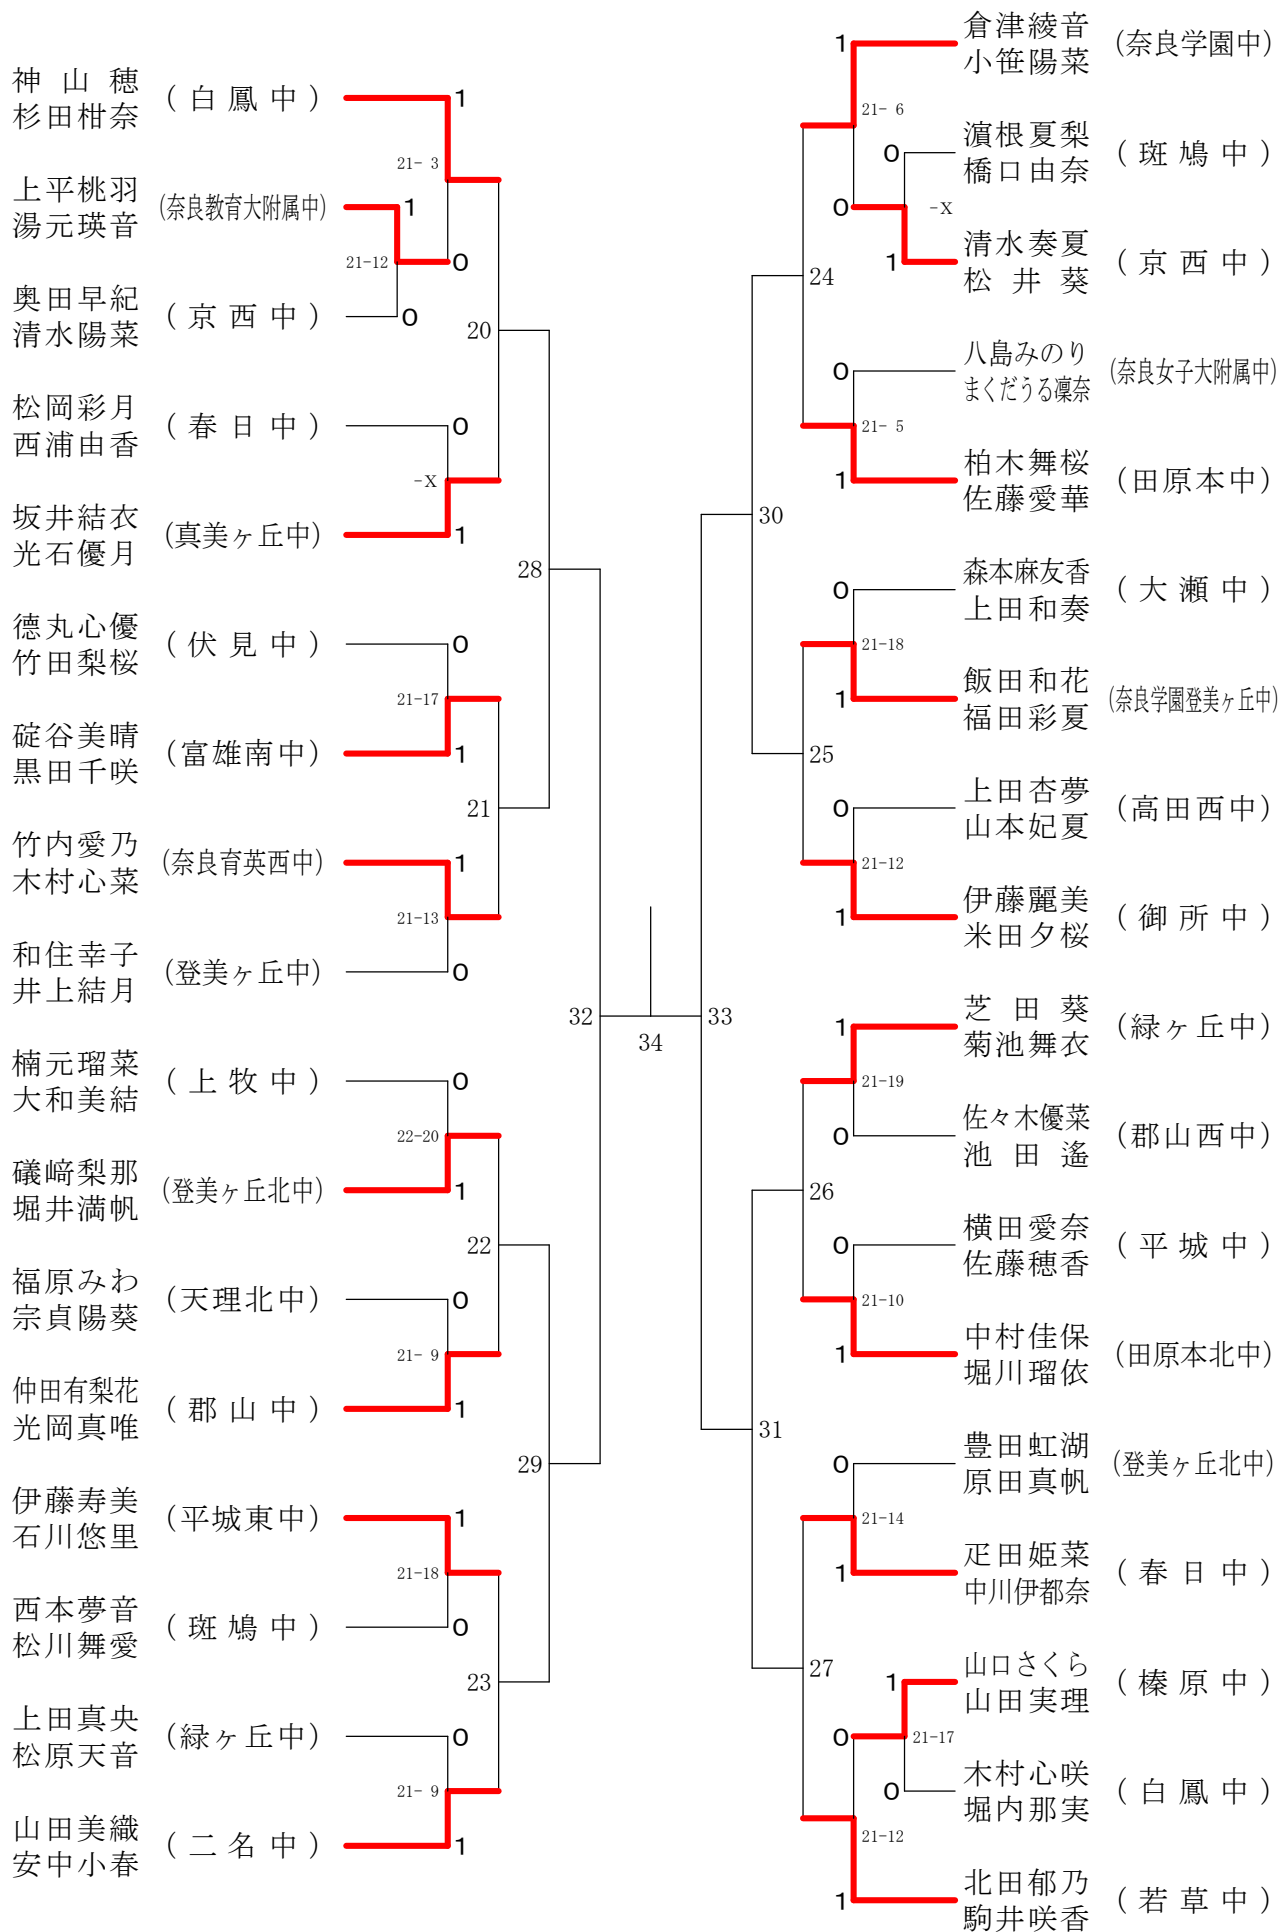 神山穂
杉田柑奈
(白鳳中)
1
21- 3
上平桃羽
湯元瑛音
(奈良教育大附属中)
1
21-12
0
奥田早紀
清水陽菜
(京西中)
0
20
松岡彩月
西浦由香
(春日中)
0
-X
坂井結衣
光石優月
(真美ヶ丘中)
1
28
德丸心優
竹田梨桜
(伏見中)
0
21-17
碇谷美晴
黒田千咲
(富雄南中)
1
21
竹内愛乃
木村心菜
(奈良育英西中)
1
21-13
和住幸子
井上結月
(登美ヶ丘中)
0
32
楠元瑠菜
大和美結
(上牧中)
0
22-20
礒﨑梨那
堀井満帆
(登美ヶ丘北中)
1
22
福原みわ
宗貞陽葵
(天理北中)
0
21- 9
仲田有梨花
光岡真唯
(郡山中)
1
29
伊藤寿美
石川悠里
(平城東中)
1
21-18
西本夢音
松川舞愛
(斑鳩中)
0
23
上田真央
松原天音
(緑ヶ丘中)
0
21- 9
山田美織
安中小春
(二名中)
1
34
倉津綾音
小笹陽菜
(奈良学園中)
1
21- 6
濵根夏梨
橋口由奈
(斑鳩中)
0
0
-X
清水奏夏
松井葵
(京西中)
1
24
八島みのり
まくだうる凜奈
(奈良女子大附属中)
0
21- 5
柏木舞桜
佐藤愛華
(田原本中)
1
30
森本麻友香
上田和奏
(大瀬中)
0
21-18
飯田和花
福田彩夏
(奈良学園登美ヶ丘中)
1
25
上田杏夢
山本妃夏
(高田西中)
0
21-12
伊藤麗美
米田夕桜
(御所中)
1
33
芝田葵
菊池舞衣
(緑ヶ丘中)
1
21-19
佐々木優菜
池田遙
(郡山西中)
0
26
横田愛奈
佐藤穂香
(平城中)
0
21-10
中村佳保
堀川瑠依
(田原本北中)
1
31
豊田虹湖
原田真帆
(登美ヶ丘北中)
0
21-14
疋田姫菜
中川伊都奈
(春日中)
1
27
山口さくら
山田実理
(榛原中)
1
0
21-17
木村心咲
堀内那実
(白鳳中)
0
21-12
北田郁乃
駒井咲香
(若草中)
1